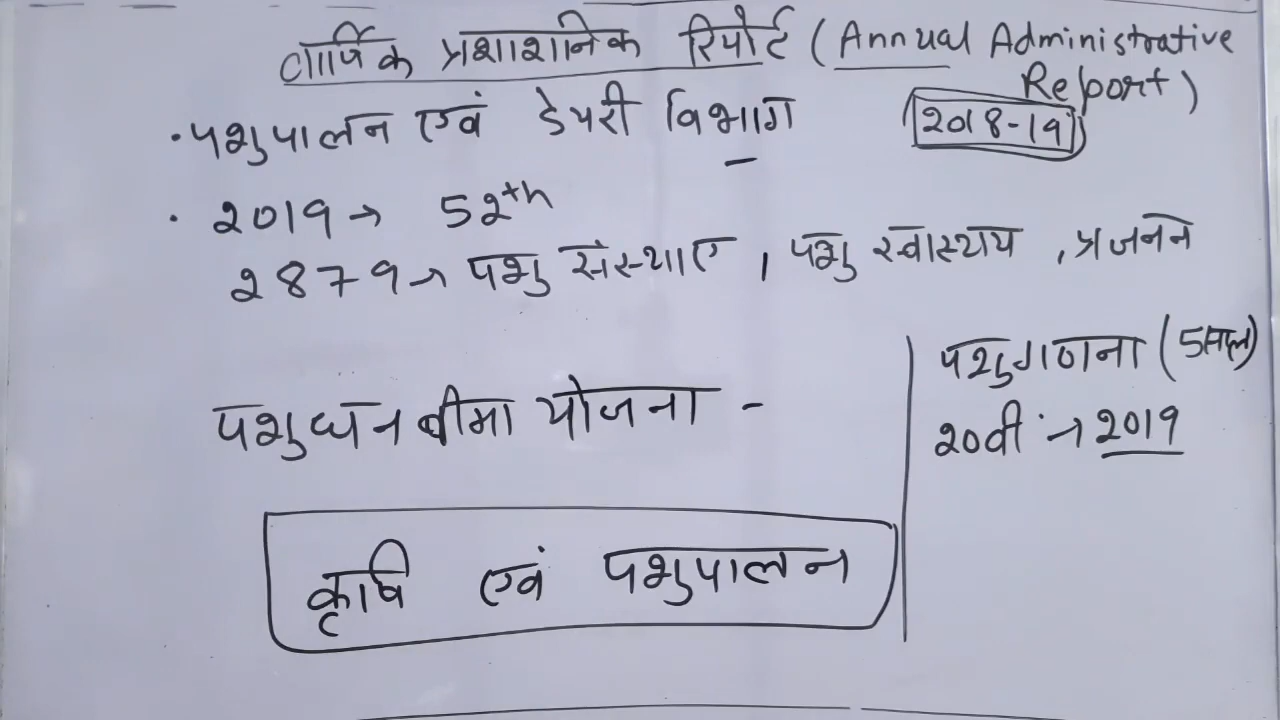 वार्षिक प्रशाशनिक रिपोर्ट (Annual Administrative
Report)
• पशुपालन एवं डेयरी विभाग
2018-19
• 2019 → 52th
2879 → पशु संस्थाए, पशु स्वास्थ्य, प्रजनन
पशुधन बीमा योजना -
पशुगणना (5साल)
20वी → 2019
कृषि एवं पशुपालन